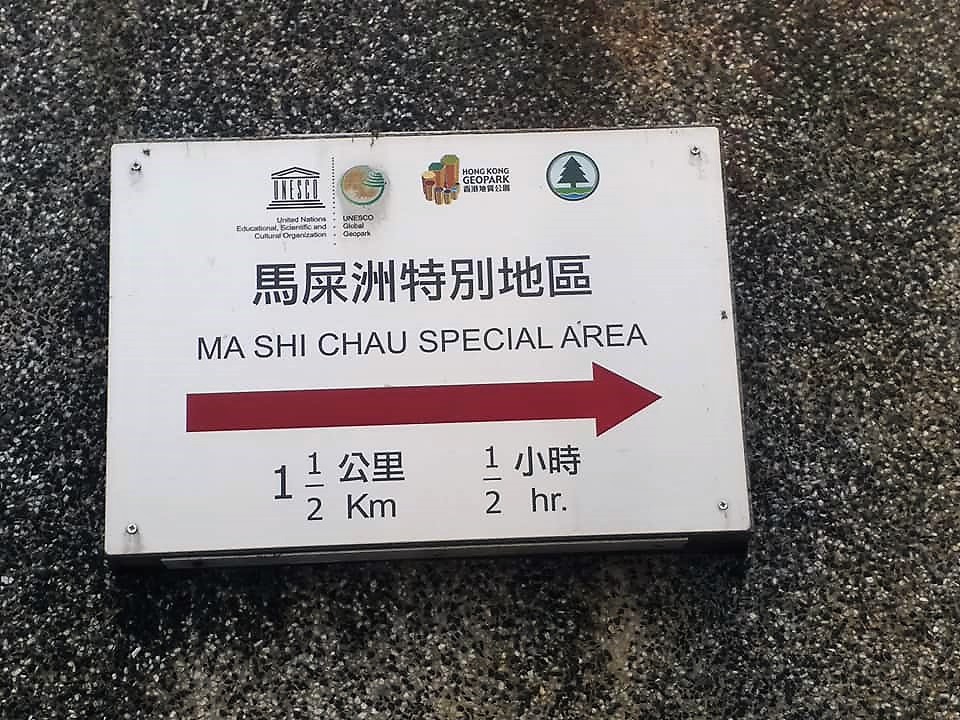 UNESCO
United Nations
Educational, Scientific and
Cultural Organization
UNESCO
Global
Geopark
HONG KONG
GEOPARK
香港地質公園
馬屎洲特別地區
MA SHI CHAU SPECIAL AREA
1 1/2 公里
Km
1/2 小時
hr.